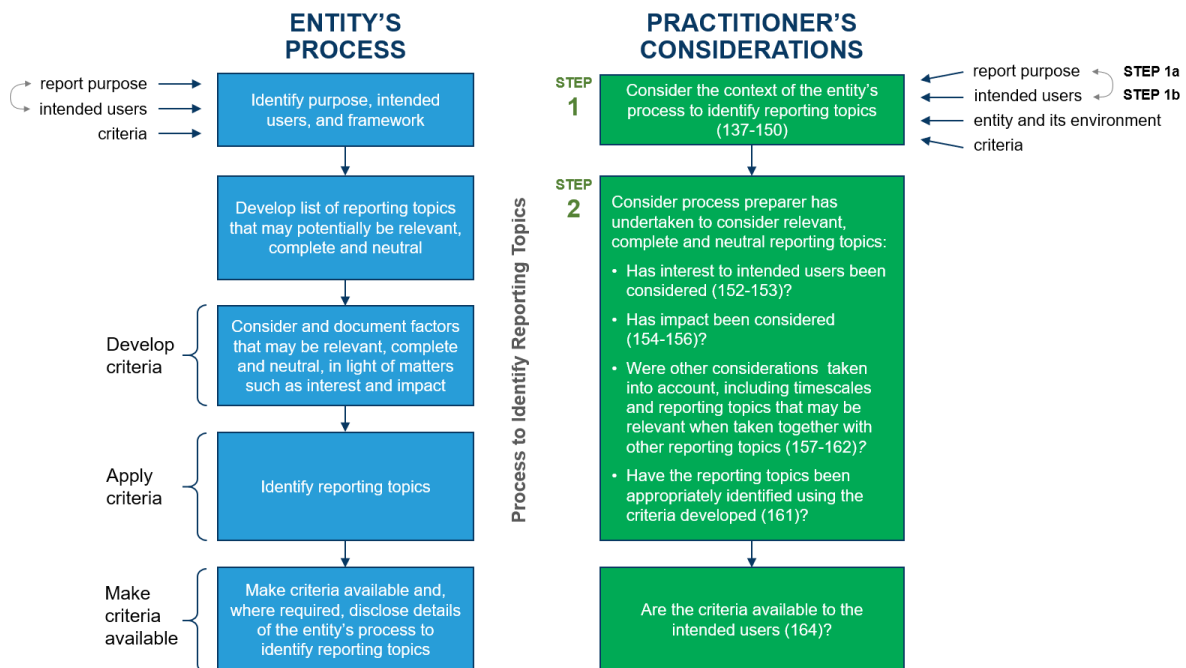 ENTITY’S
PROCESS
report purpose
intended users
criteria
Identify purpose, intended
users, and framework
Develop list of reporting topics
that may potentially be relevant,
complete and neutral
Develop
criteria
Consider and document factors
that may be relevant, complete
and neutral, in light of matters
such as interest and impact
Apply
criteria
Identify reporting topics
Make
criteria
available
Make criteria available and,
where required, disclose details
of the entity’s process to
identify reporting topics
Process to Identify Reporting Topics
PRACTITIONER’S
CONSIDERATIONS
STEP
1
Consider the context of the entity’s
process to identify reporting topics
(137-150)
report purpose
STEP 1a
intended users
STEP 1b
entity and its environment
criteria
STEP
2
Consider process preparer has
undertaken to consider relevant,
complete and neutral reporting topics:
• Has interest to intended users been
considered (152-153)?
• Has impact been considered
(154-156)?
• Were other considerations taken
into account, including timescales
and reporting topics that may be
relevant when taken together with
other reporting topics (157-162)?
• Have the reporting topics been
appropriately identified using the
criteria developed (161)?
Are the criteria available to the
intended users (164)?